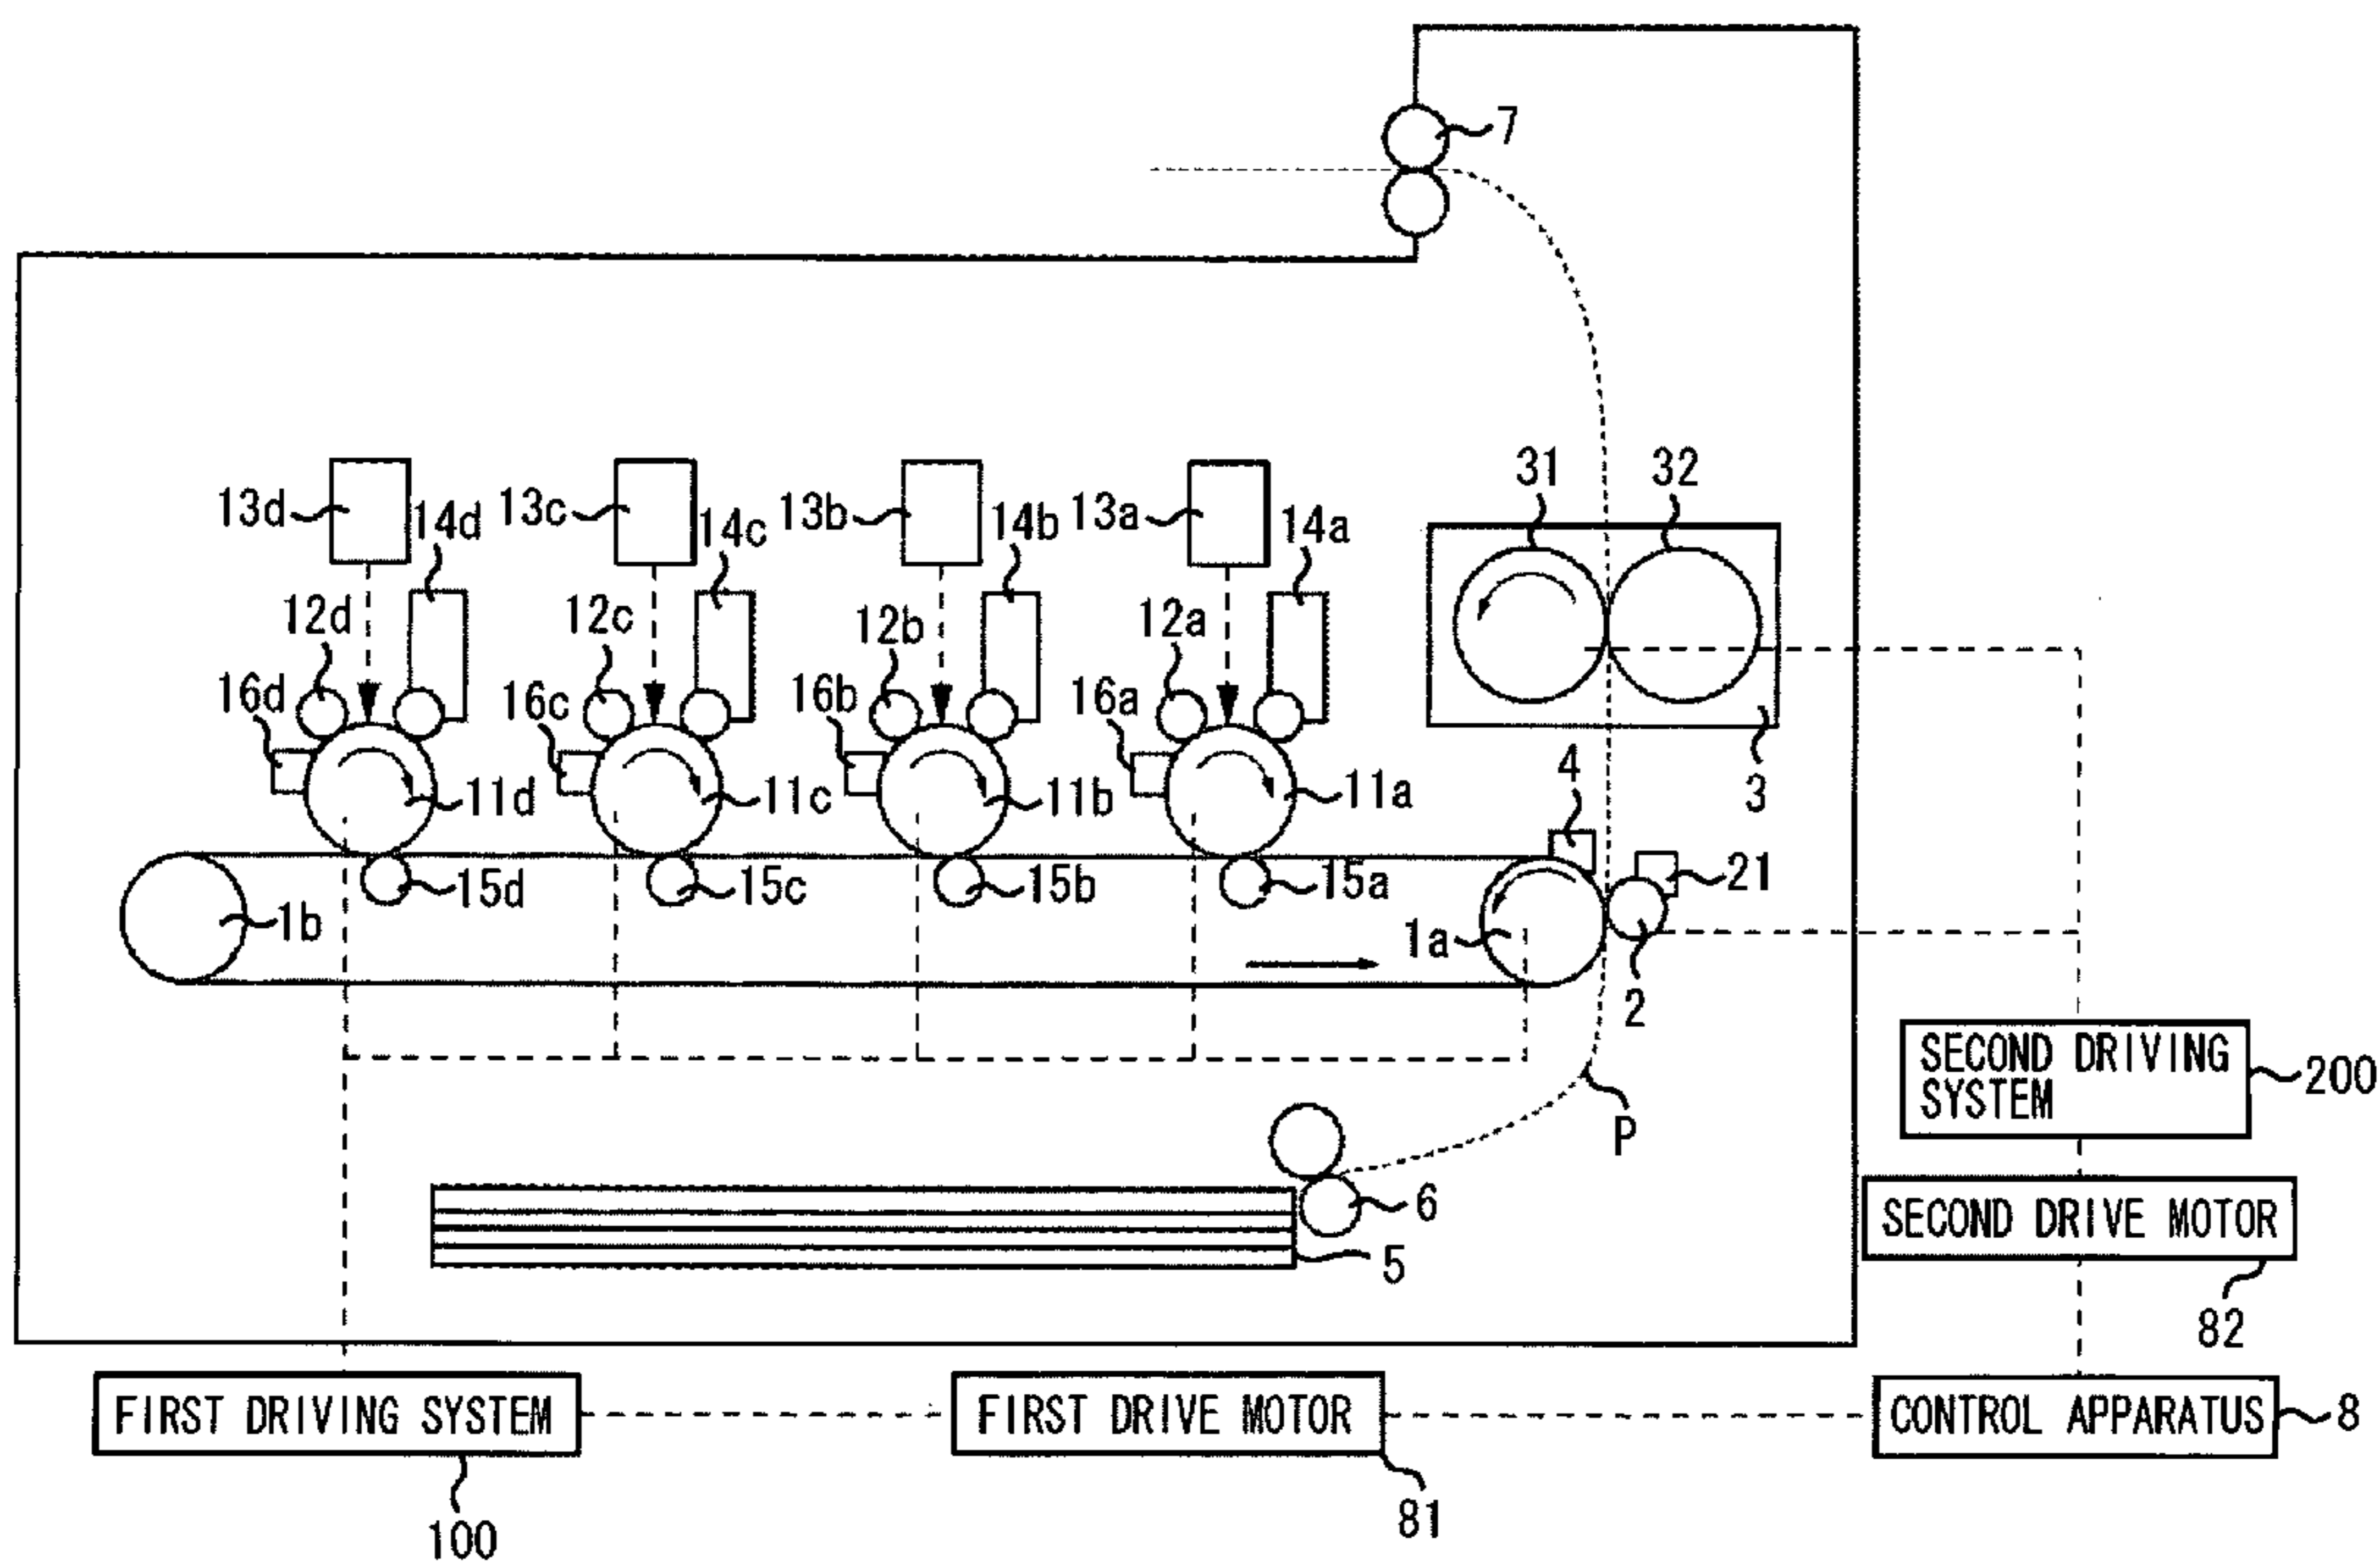 7
31 32
13d 14d 13c 14c 13b 14b 13a 14a
12d 12c 12b 12a
16d 16c 16b 16a
11d 11c 11b 11a
4 3
15d 15c 15b 15a 21
1b 1a
2
P
SECOND DRIVING
SYSTEM
200
6
5
SECOND DRIVE MOTOR
82
FIRST DRIVING SYSTEM
FIRST DRIVE MOTOR
CONTROL APPARATUS
8
100
81